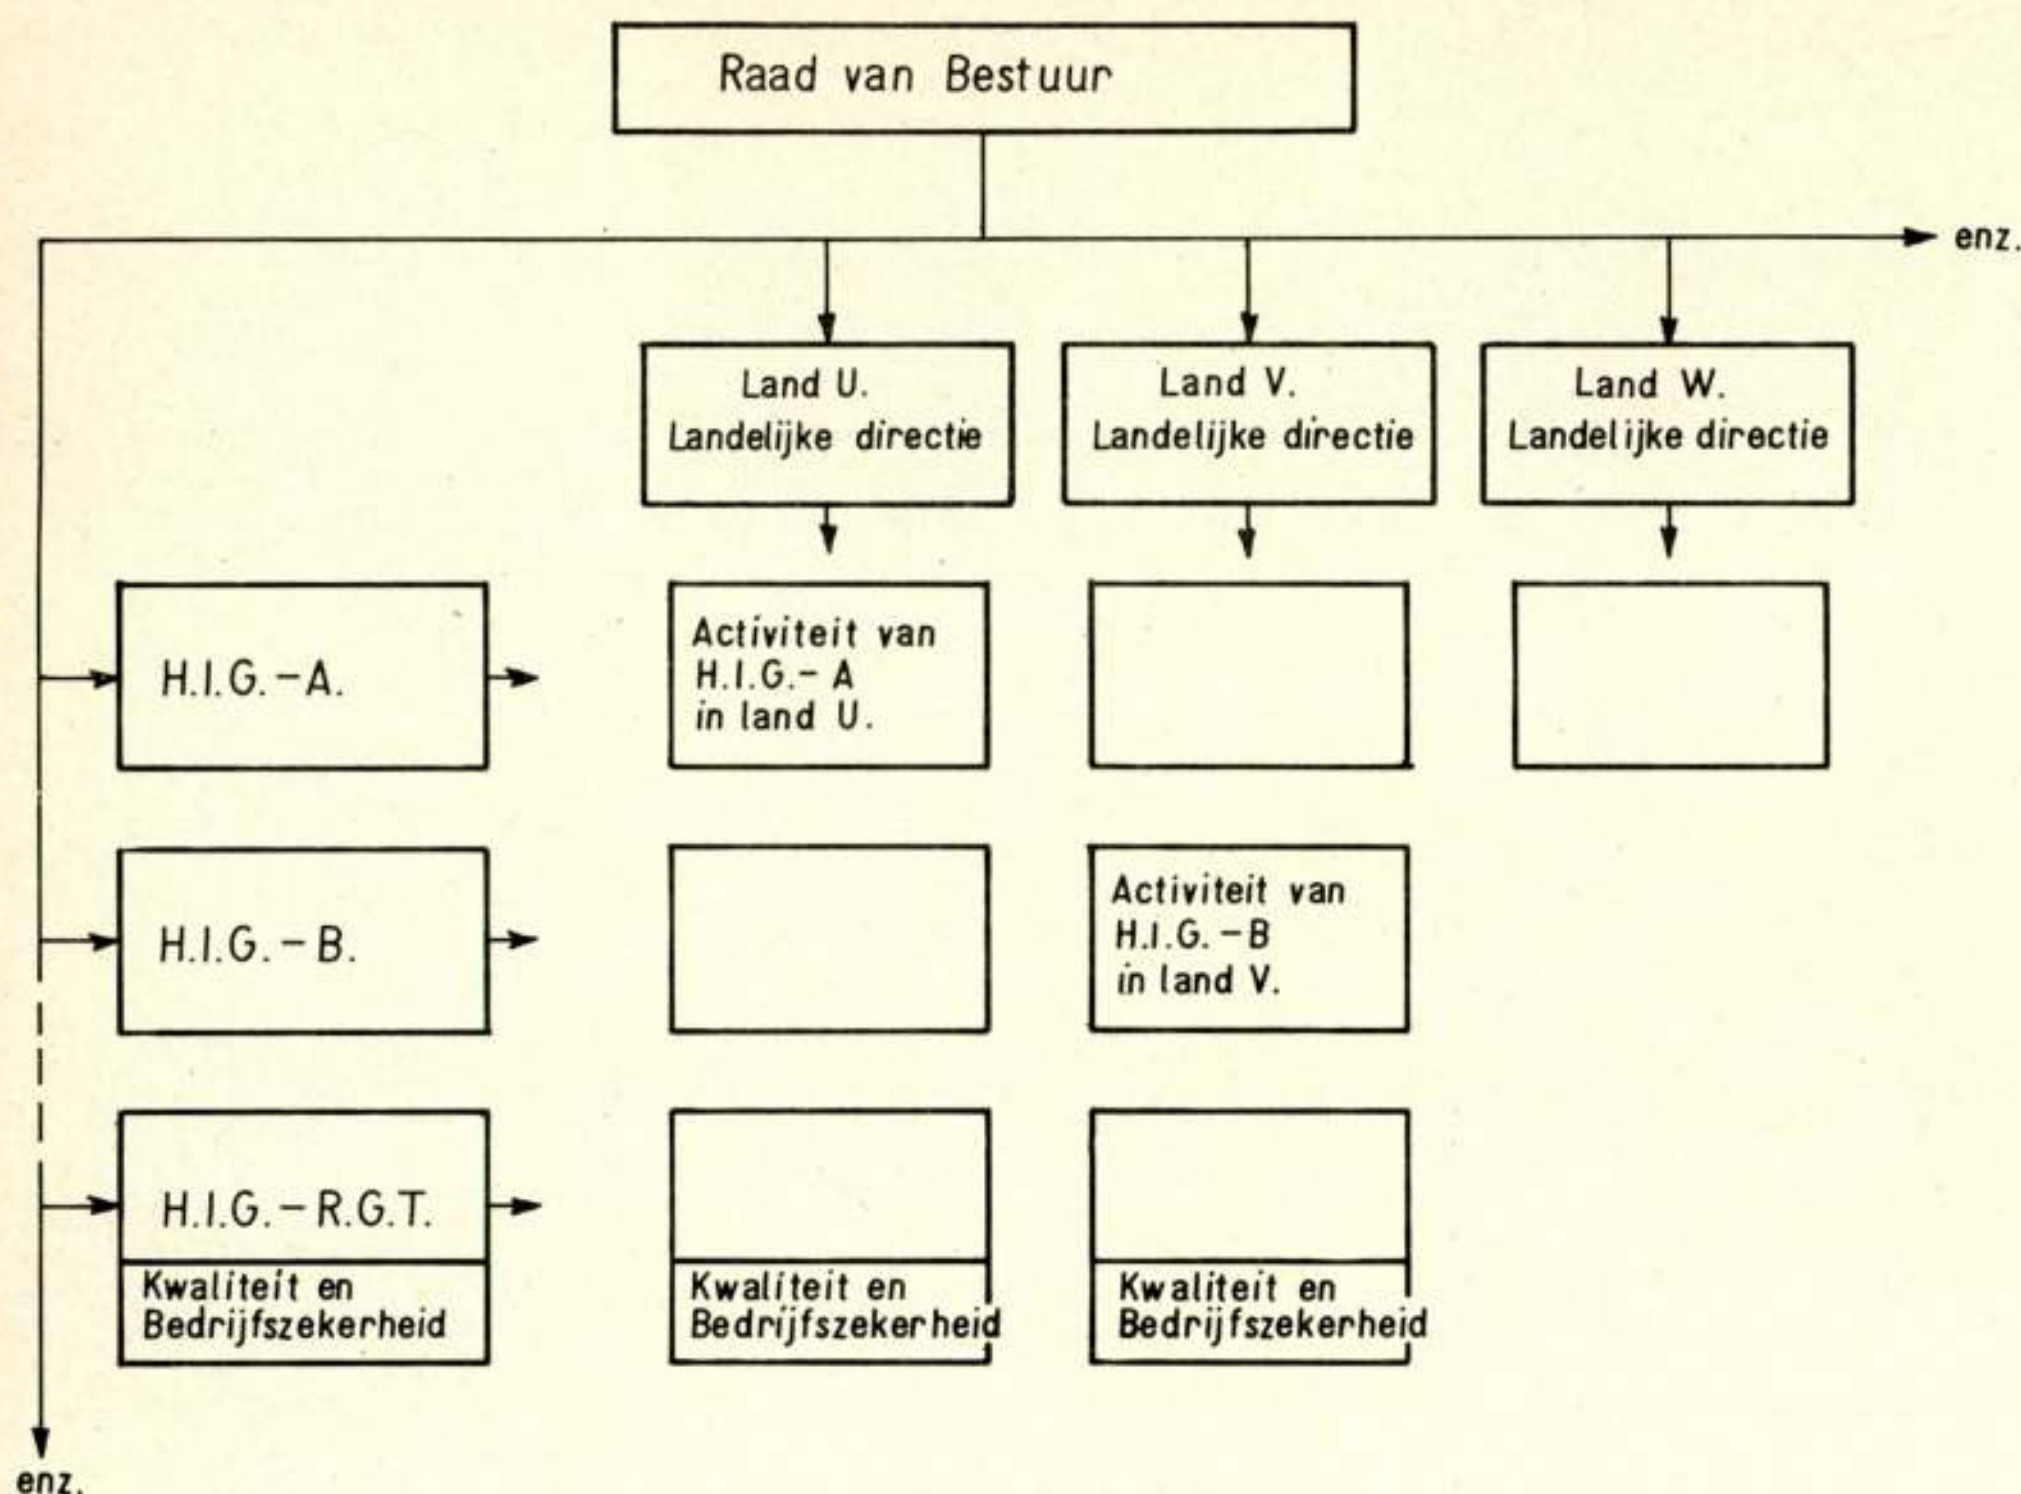 Raad van Bestuur
enz.
Land U.
Landelijke directie
Land V.
Landelijke directie
Land W.
Landelijke directie
H.I.G.-A.
Activiteit van
H.I.G.-A
in land U.
H.I.G.-B.
Activiteit van
H.I.G.-B
in land V.
H.I.G.-R.G.T.
Kwaliteit en
Bedrijfszekerheid
Kwaliteit en
Bedrijfszekerheid
Kwaliteit en
Bedrijfszekerheid
enz.